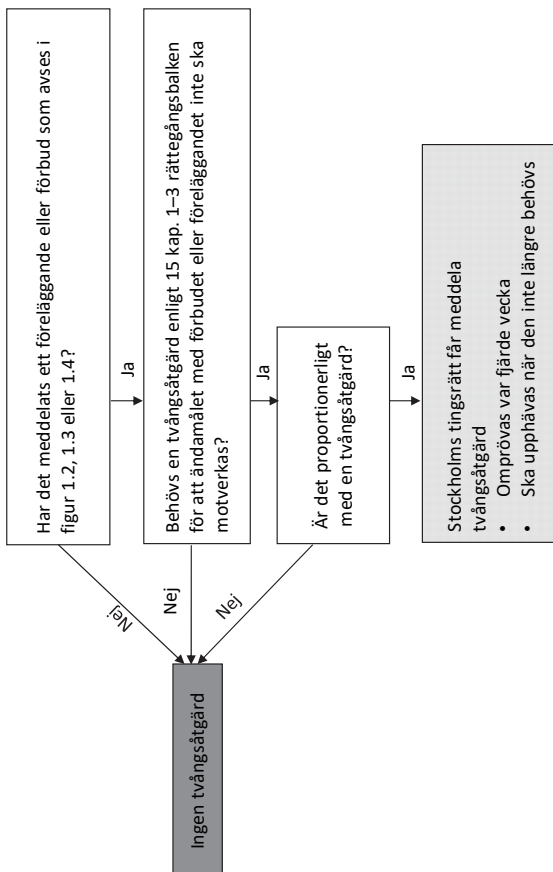 Har det meddelats ett föreläggande eller förbud som avses i
figur 1.2, 1.3 eller 1.4?
Nej
Ja
Behövs en tvångsåtgärd enligt 15 kap. 1–3 rättegångsbalken
för att ändamålet med förbudet eller föreläggandet inte ska
motverkas?
Nej
Ja
Är det proportionerligt
med en tvångsåtgärd?
Nej
Ja
Ingen tvångsåtgärd
Stockholms tingsrätt får meddela
tvångsåtgärd
• Omprövas var fjärde vecka
• Ska upphävas när den inte längre behövs